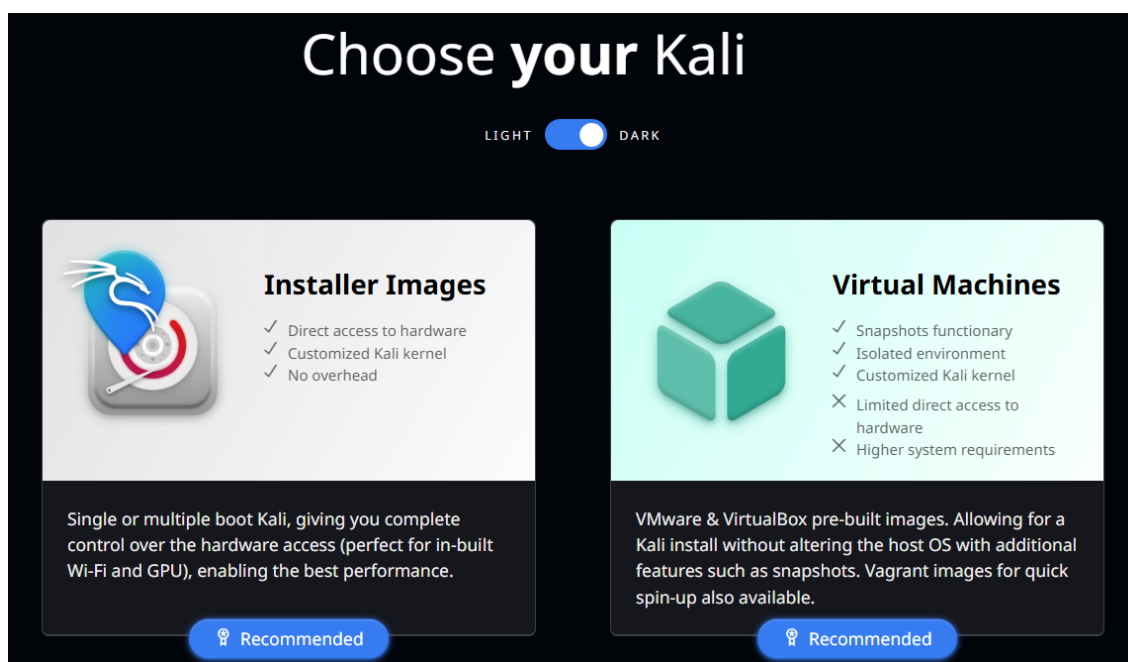 Choose your Kali
LIGHT DARK
Installer Images
Direct access to hardware
Customized Kali kernel
No overhead
Single or multiple boot Kali, giving you complete
control over the hardware access (perfect for in-built
Wi-Fi and GPU), enabling the best performance.
Recommended
Virtual Machines
Snapshots functionary
Isolated environment
Customized Kali kernel
Limited direct access to
hardware
Higher system requirements
VMware & VirtualBox pre-built images. Allowing for a
Kali install without altering the host OS with additional
features such as snapshots. Vagrant images for quick
spin-up also available.
Recommended